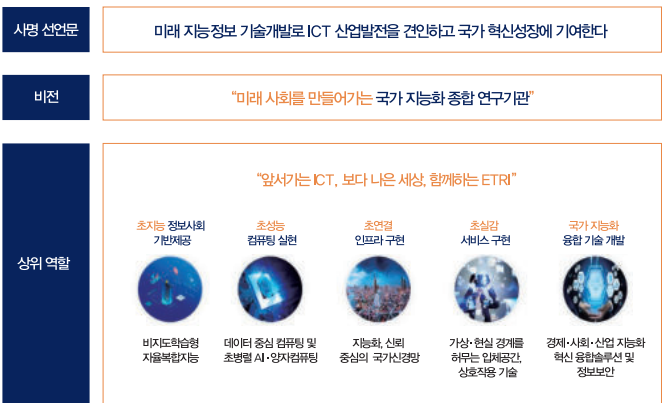 사명 선언문
미래 지능정보 기술개발로 ICT 산업발전을 견인하고 국가 혁신성장에 기여한다
비전
“미래 사회를 만들어가는 국가 지능화 종합 연구기관”
상위 역할
“앞서가는 ICT, 보다 나은 세상, 함께하는 ETRI”
초지능 정보사회
기반제공
비지도학습형
자율복합지능
초성능
컴퓨팅 실현
데이터 중심 컴퓨팅 및
초병렬 AI·양자컴퓨팅
초연결
인프라 구현
지능화, 신뢰
중심의 국가신경망
초실감
서비스 구현
가상·현실 경계를
허무는 입체공간,
상호작용 기술
국가 지능화
융합 기술 개발
경제·사회·산업 지능화
혁신 융합솔루션 및
정보보안